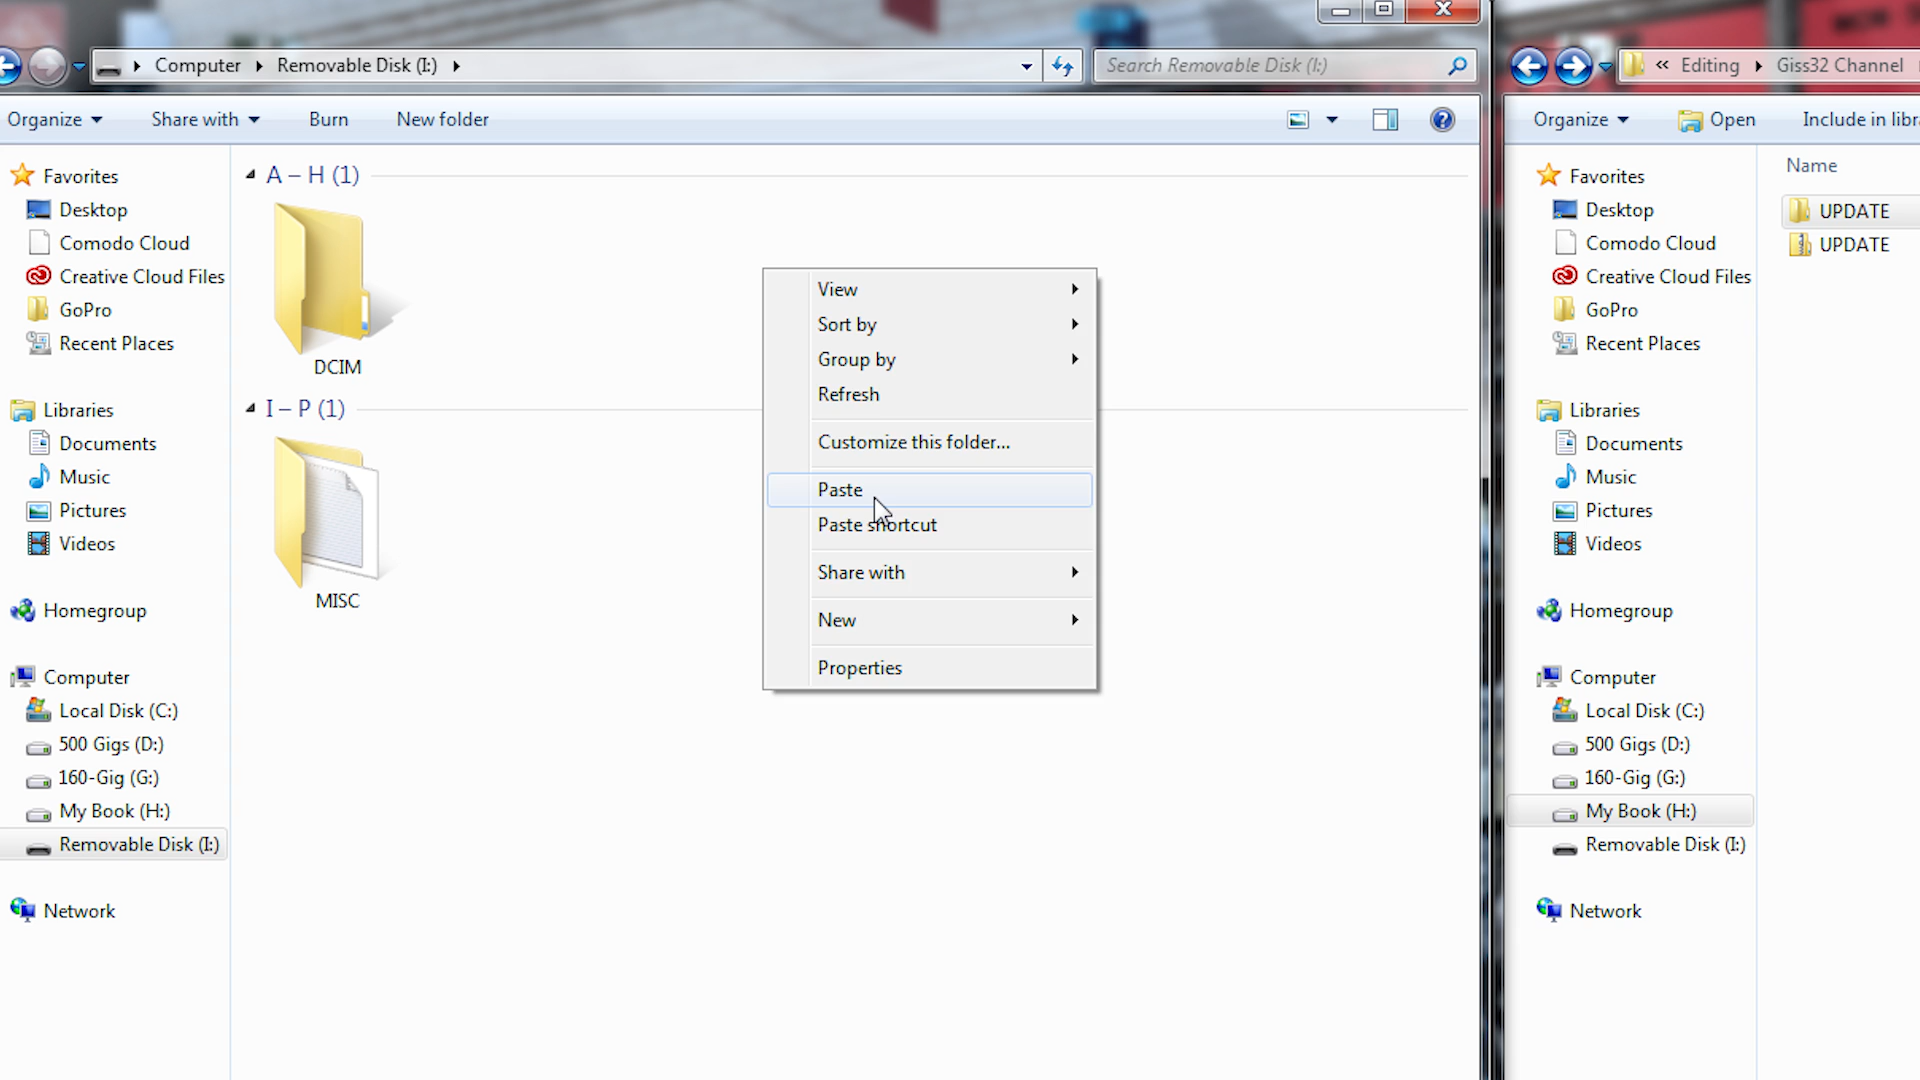 Computer
Removable Disk (I:)
Search Removable Disk (I:)
Organize
Share with
Burn
New folder
Favorites
Desktop
Comodo Cloud
Creative Cloud Files
GoPro
Recent Places
Libraries
Documents
Music
Pictures
Videos
Homegroup
Computer
Local Disk (C:)
500 Gigs (D:)
160-Gig (G:)
My Book (H:)
Removable Disk (I:)
Network
A – H (1)
DCIM
I – P (1)
MISC
View
Sort by
Group by
Refresh
Customize this folder...
Paste
Paste shortcut
Share with
New
Properties
« Editing
Giss32 Channel
Organize
Open
Include in libr
Favorites
Desktop
Comodo Cloud
Creative Cloud Files
GoPro
Recent Places
Libraries
Documents
Music
Pictures
Videos
Homegroup
Computer
Local Disk (C:)
500 Gigs (D:)
160-Gig (G:)
My Book (H:)
Removable Disk (I:)
Network
Name
UPDATE
UPDATE